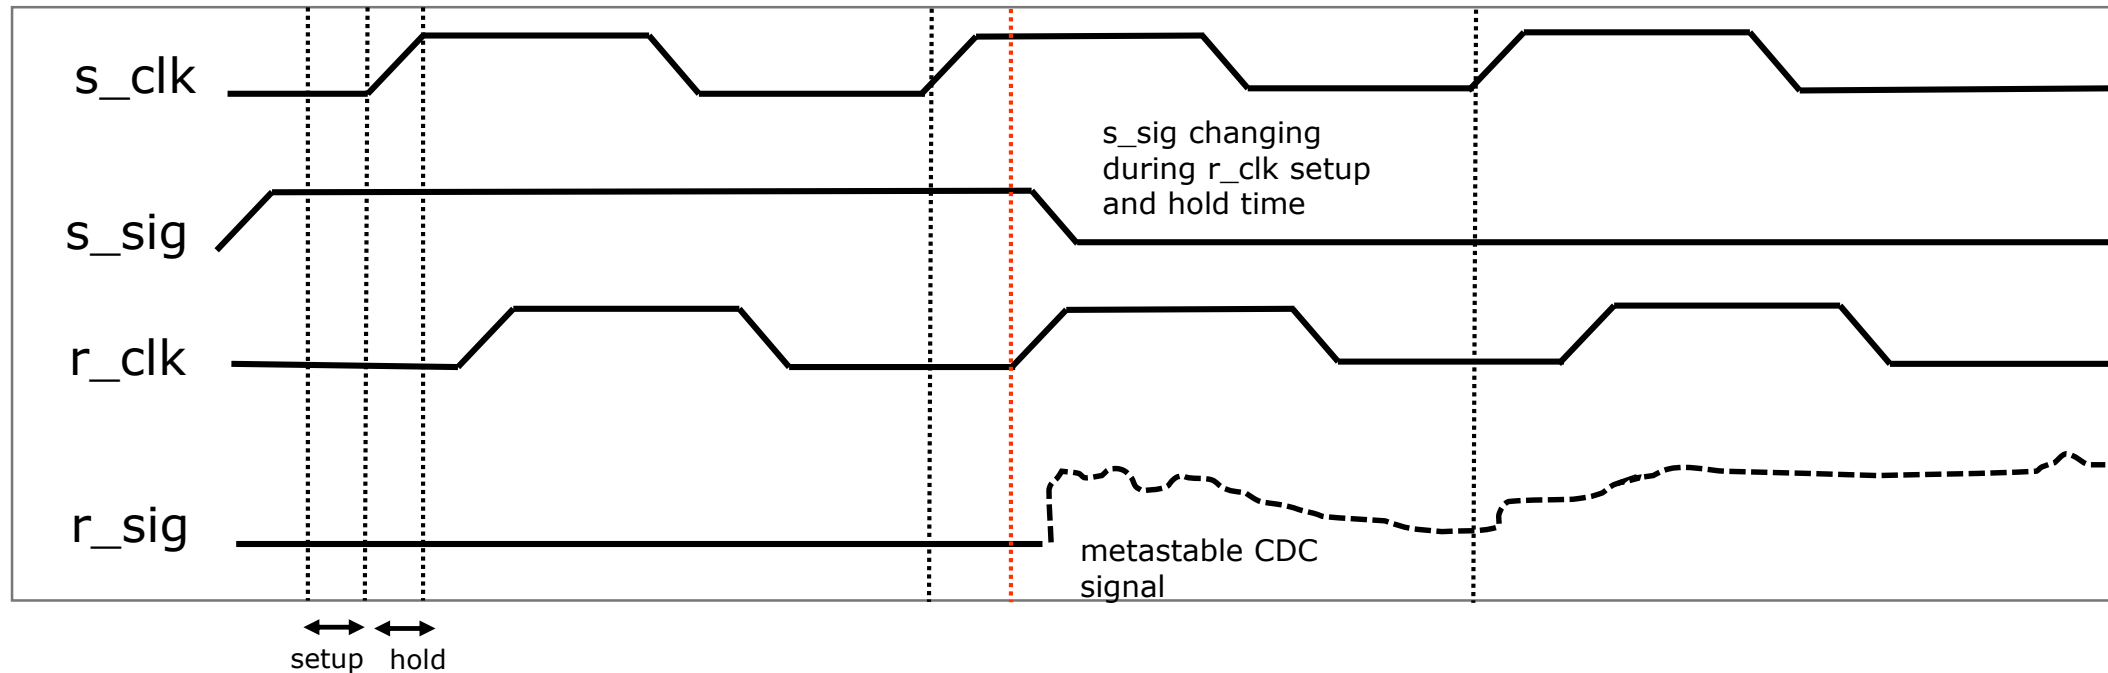 s_clk
s_sig changing
during r_clk setup
and hold time
s_sig
r_clk
r_sig
metastable CDC
signal
setup hold